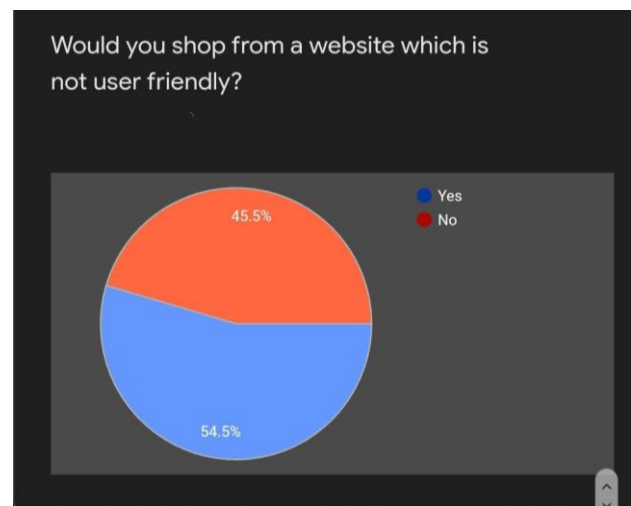 Would you shop from a website which is
not user friendly?
45.5%
54.5%
Yes
No